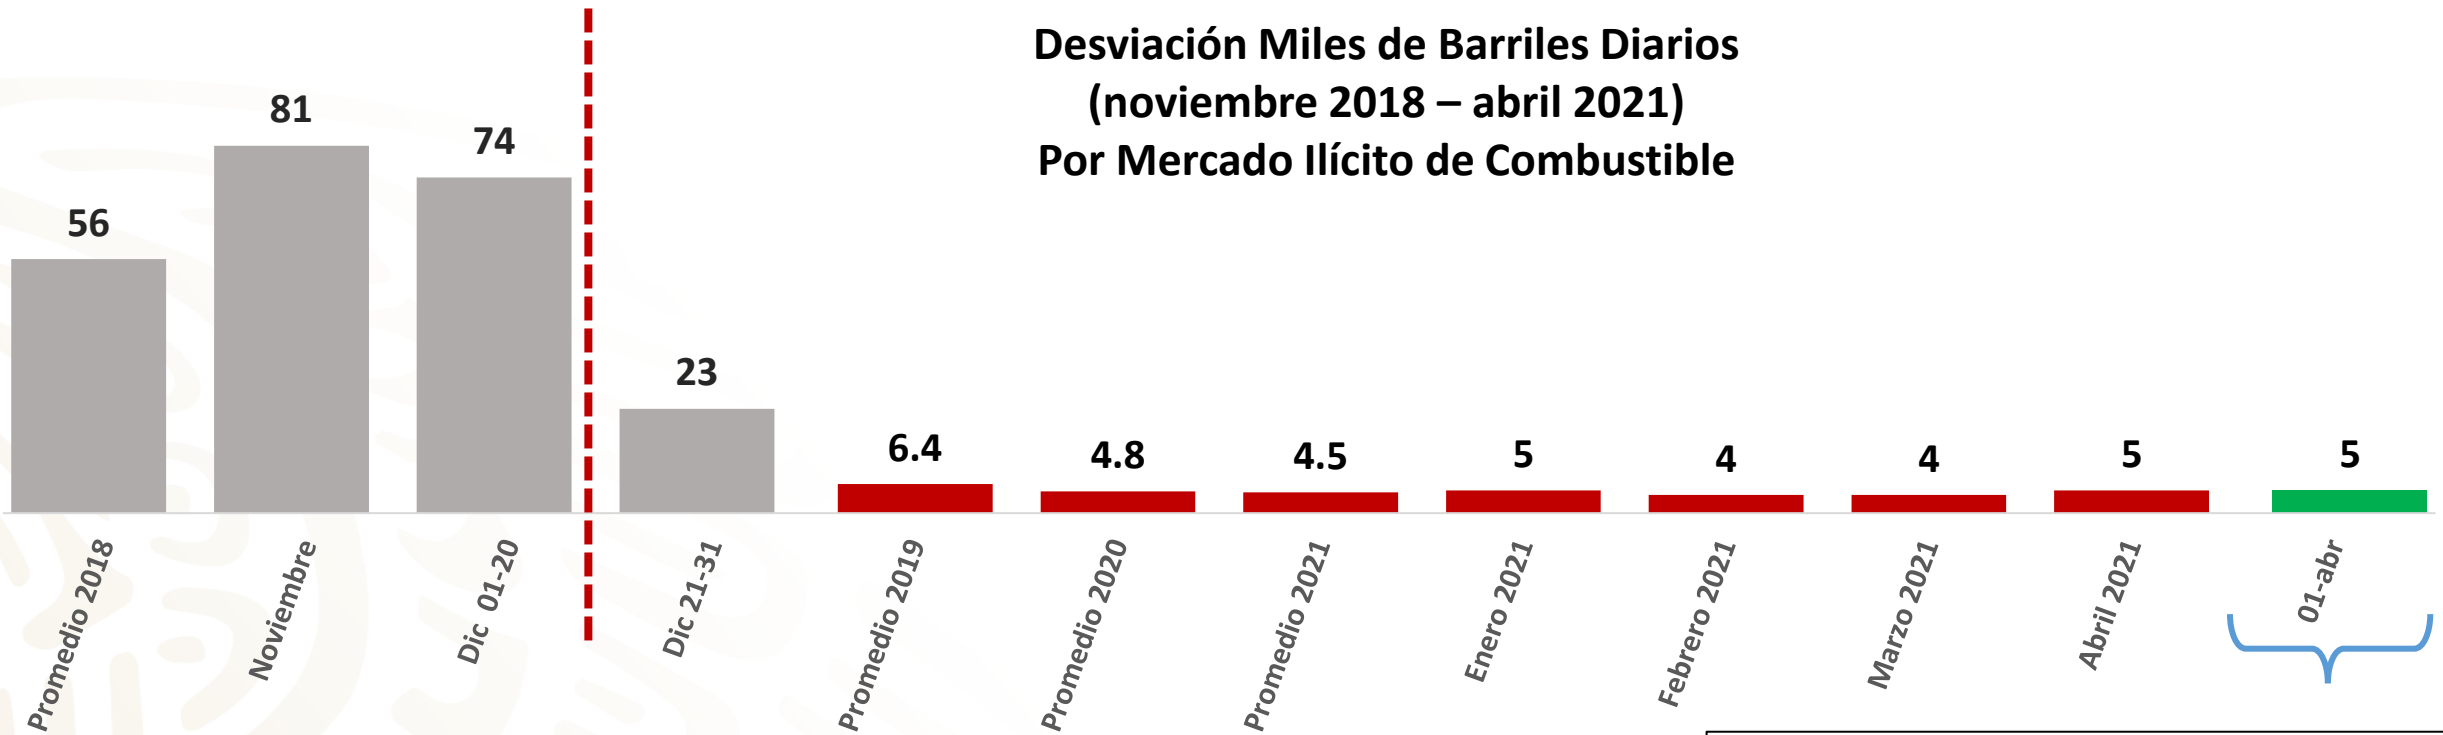 Desviación Miles de Barriles Diarios
(noviembre 2018 – abril 2021)
Por Mercado Ilícito de Combustible
56
81
74
23
6.4
4.8
4.5
5
4
4
5
5
Promedio 2018
Noviembre
Dic 01-20
Dic 21-31
Promedio 2019
Promedio 2020
Promedio 2021
Enero 2021
Febrero 2021
Marzo 2021
Abril 2021
01-abr